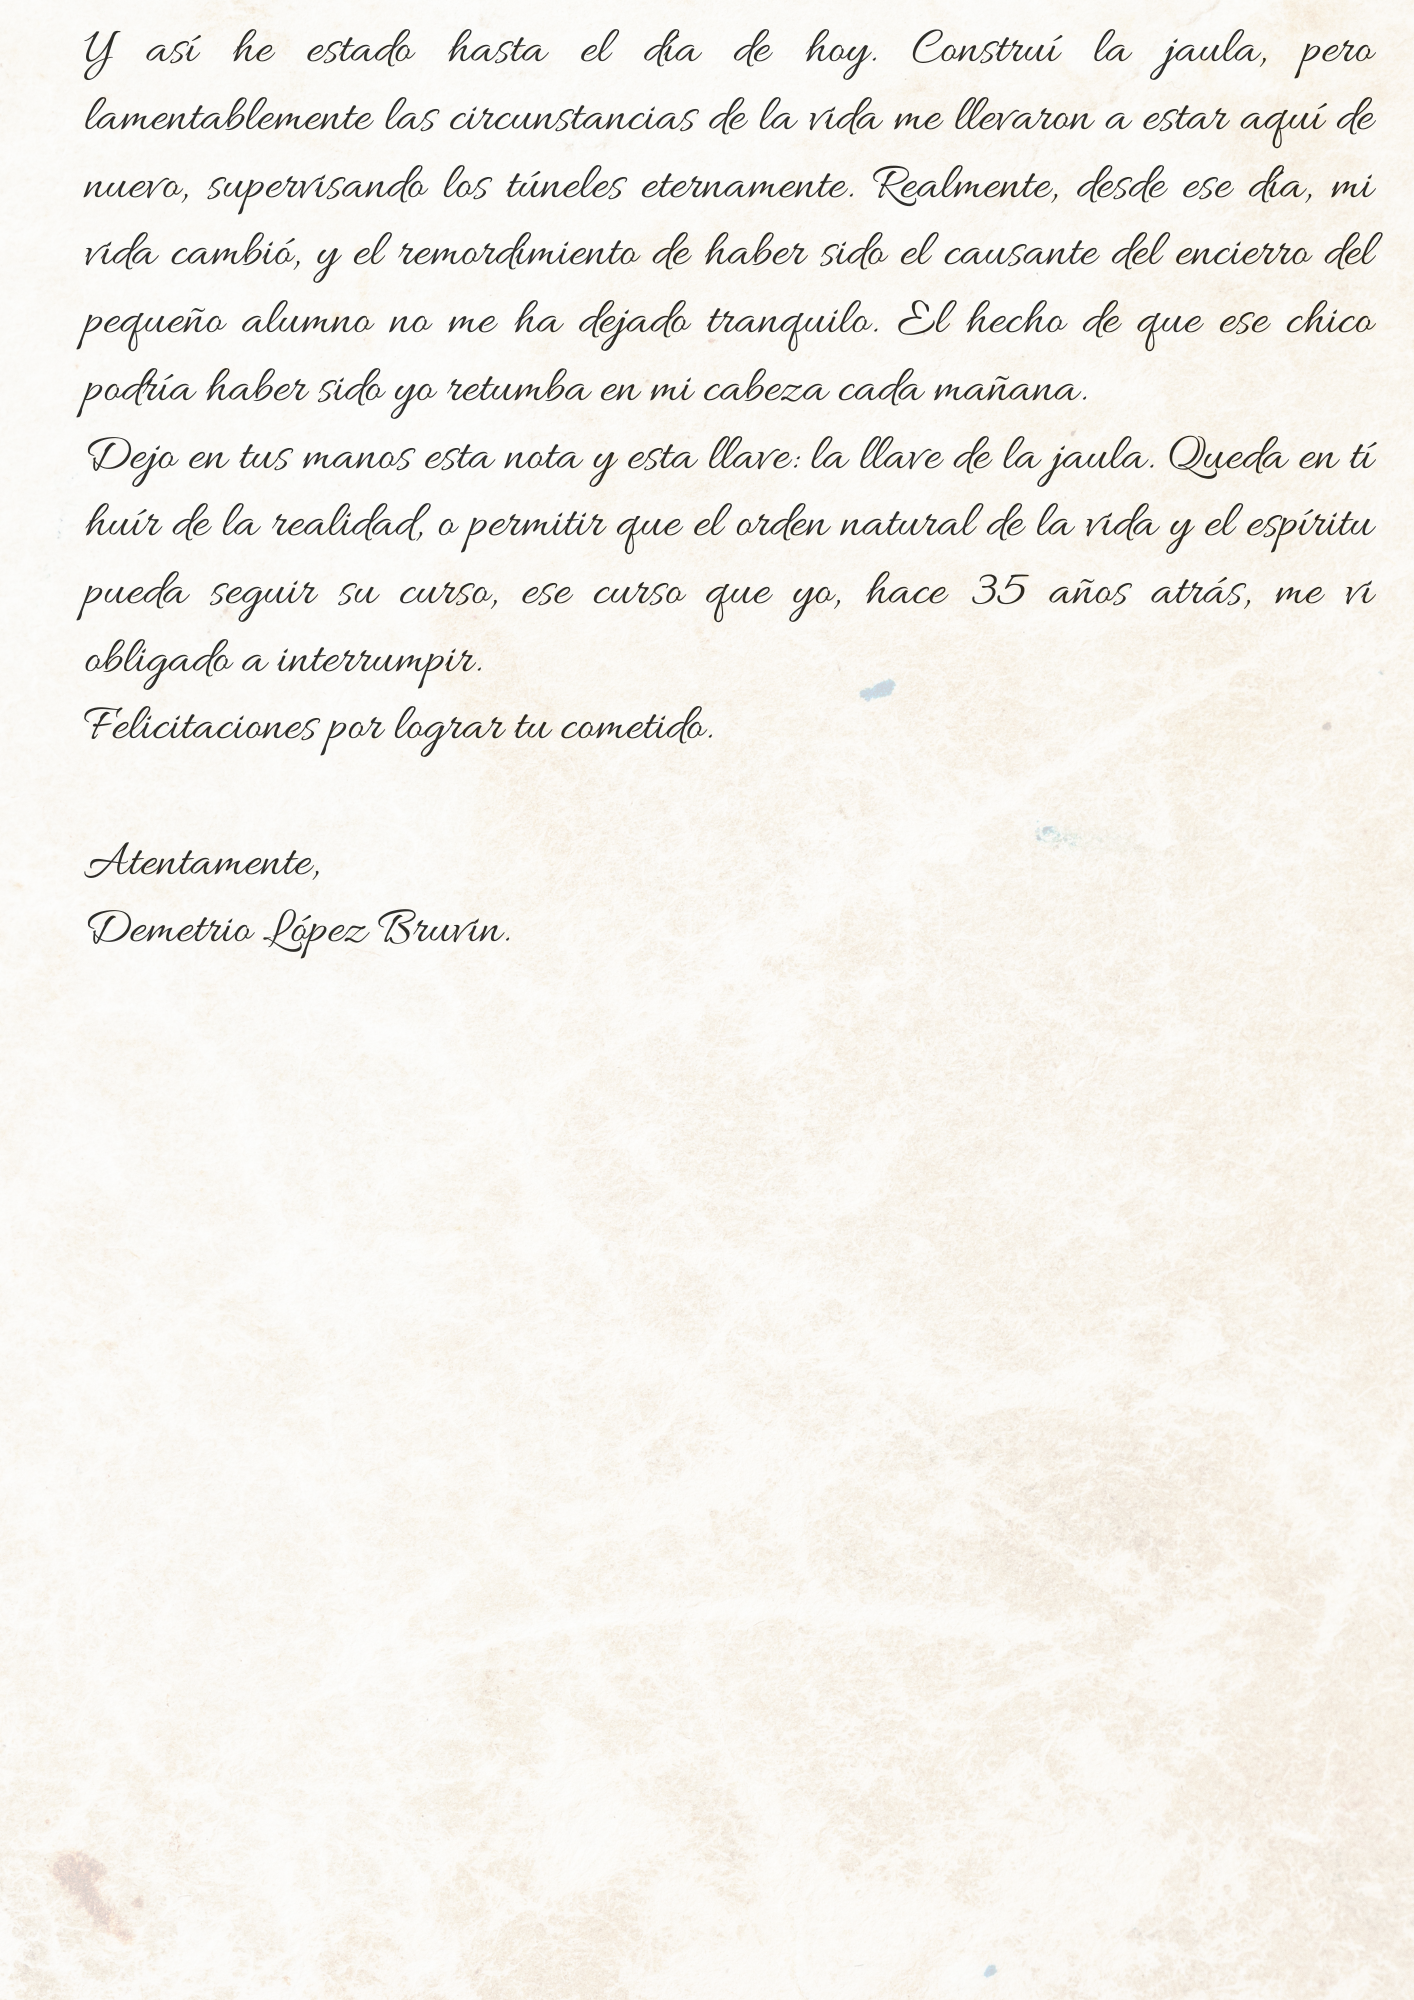 Y así he estado hasta el día de hoy. Construí la jaula, pero
lamentablemente las circunstancias de la vida me llevaron a estar aquí de
nuevo, supervisando los túneles eternamente. Realmente, desde ese día, mi
vida cambió, y el remordimiento de haber sido el causante del encierro del
pequeño alumno no me ha dejado tranquilo. El hecho de que ese chico
podría haber sido yo retumba en mi cabeza cada mañana.
Dejo en tus manos esta nota y esta llave: la llave de la jaula. Queda en tí
huír de la realidad, o permitir que el orden natural de la vida y el espíritu
pueda seguir su curso, ese curso que yo, hace 35 años atrás, me vi
obligado a interrumpir.
Felicitaciones por lograr tu cometido.
Atentamente,
Demetrio López Bruvin.